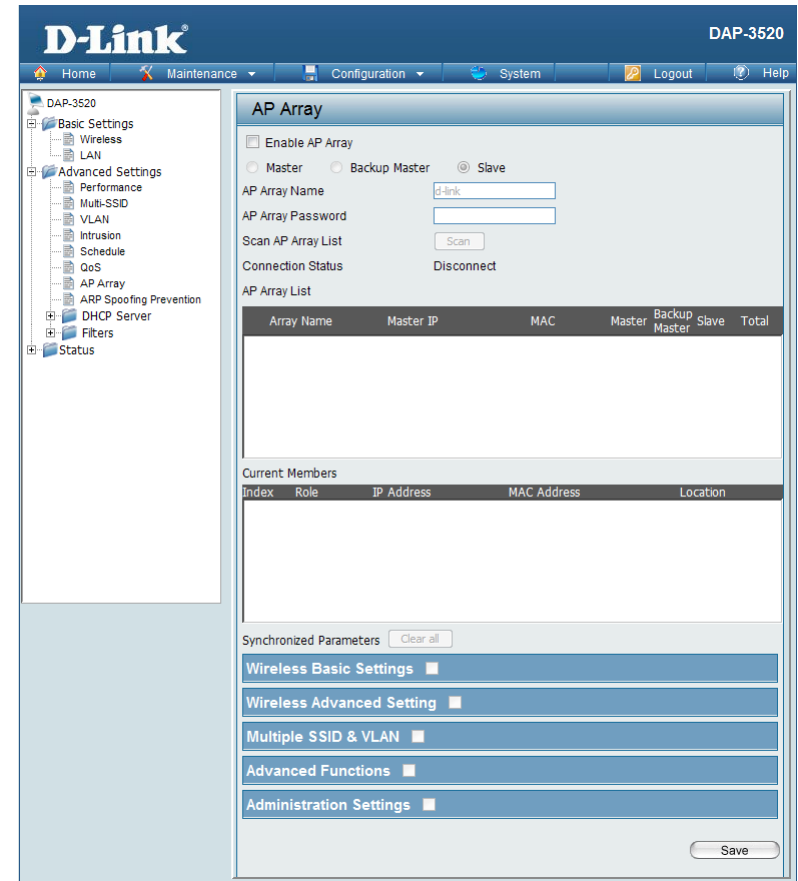 D-Link®
DAP-3520
Home Maintenance Configuration System Logout Help
DAP-3520
Basic Settings
Wireless
LAN
Advanced Settings
Performance
Multi-SSID
VLAN
Intrusion
Schedule
QoS
AP Array
ARP Spoofing Prevention
DHCP Server
Filters
Status
AP Array
Enable AP Array
Master Backup Master Slave
AP Array Name d-link
AP Array Password
Scan AP Array List Scan
Connection Status Disconnect
AP Array List
Array Name Master IP MAC Master Backup Master Slave Total
Current Members
Index Role IP Address MAC Address Location
Synchronized Parameters Clear all
Wireless Basic Settings
Wireless Advanced Setting
Multiple SSID & VLAN
Advanced Functions
Administration Settings
Save